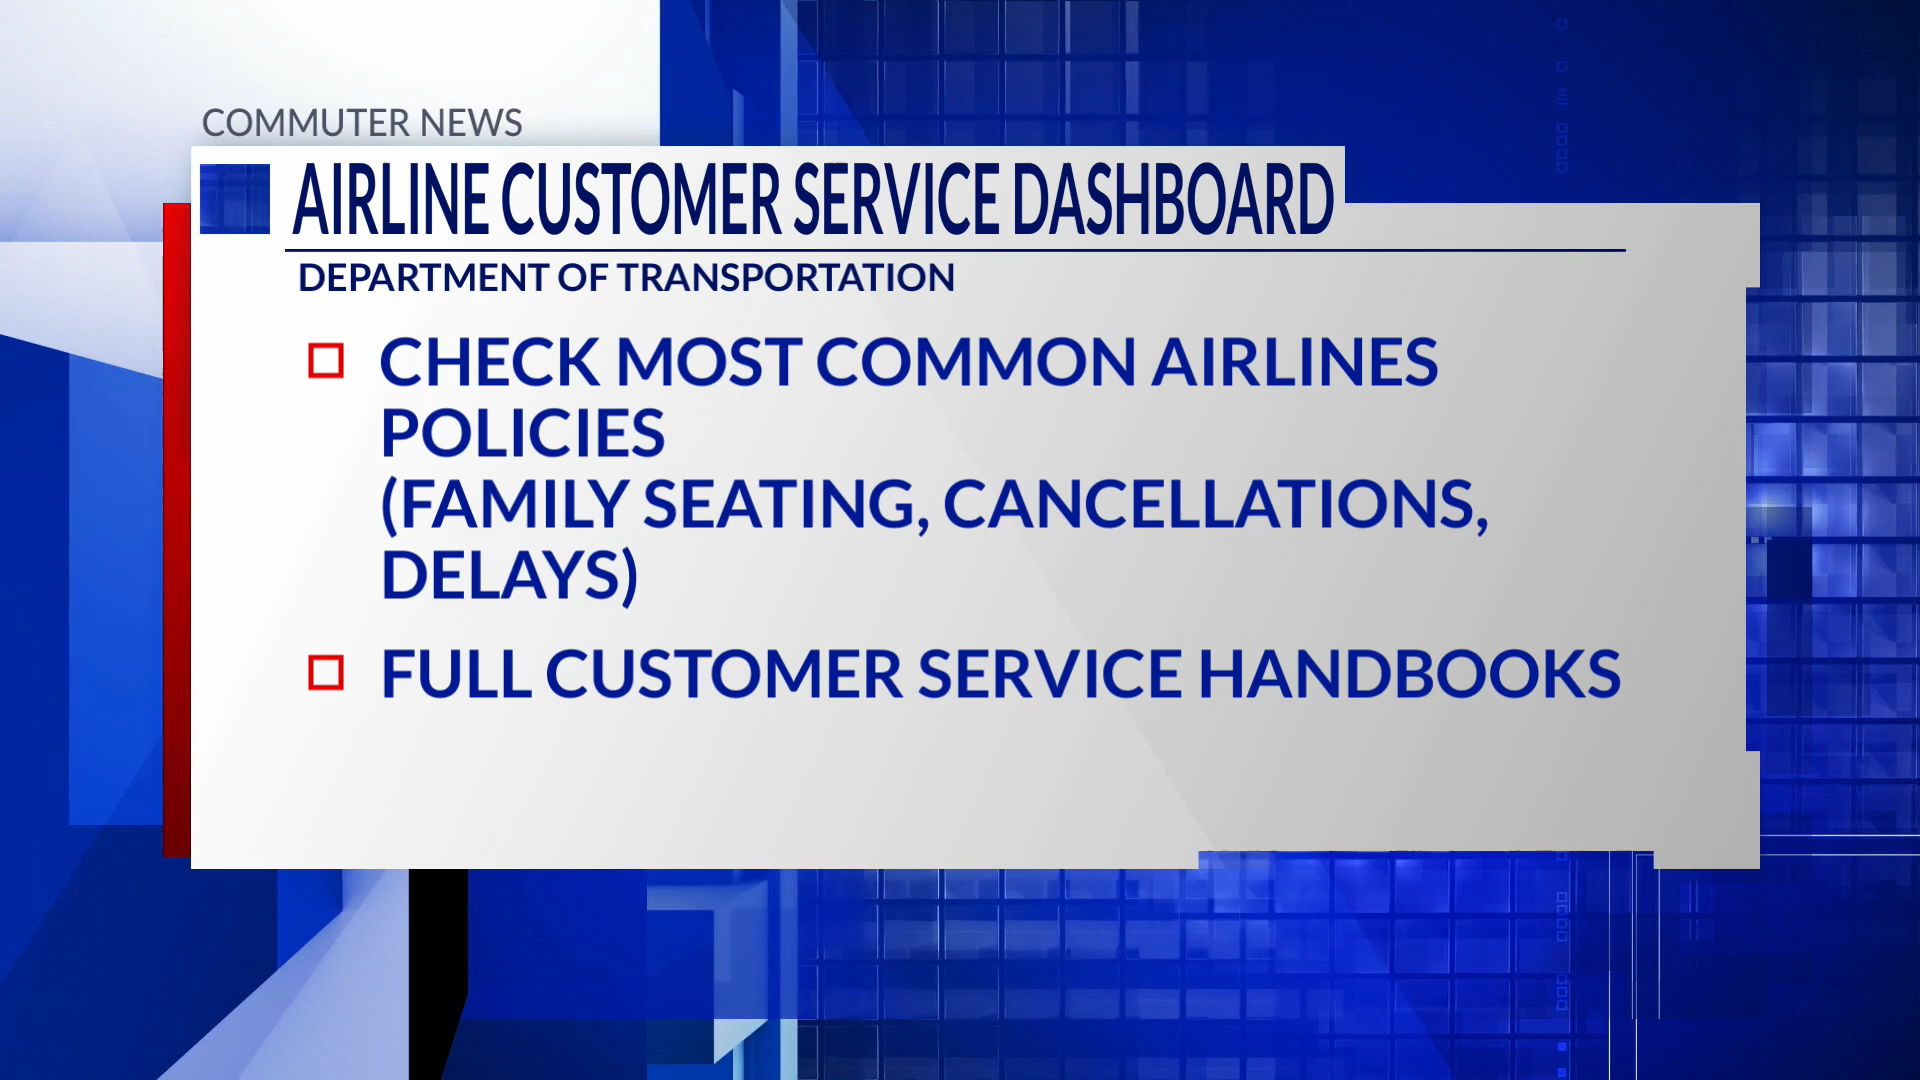 COMMUTER NEWS
AIRLINE CUSTOMER SERVICE DASHBOARD
DEPARTMENT OF TRANSPORTATION
CHECK MOST COMMON AIRLINES
POLICIES
(FAMILY SEATING, CANCELLATIONS,
DELAYS)
FULL CUSTOMER SERVICE HANDBOOKS